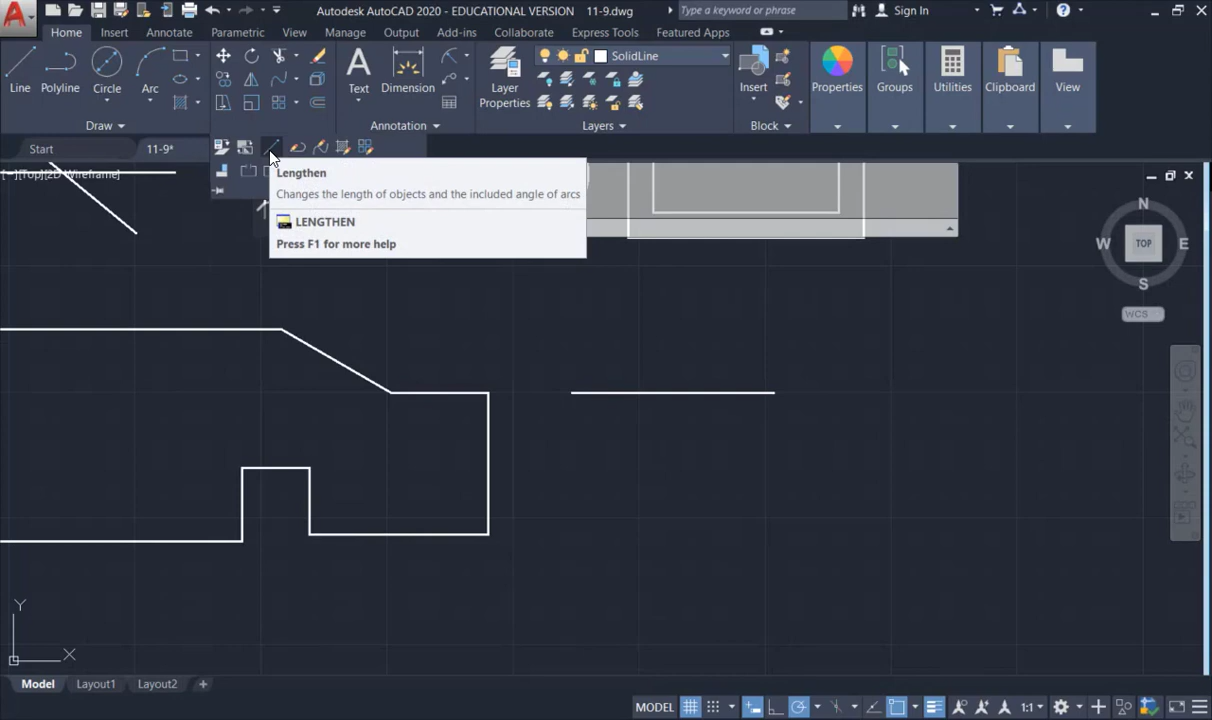 Autodesk AutoCAD 2020 - EDUCATIONAL VERSION 11-9.dwg
Type a keyword or phrase
Sign In
Home Insert Annotate Parametric View Manage Output Add-ins Collaborate Express Tools Featured Apps
SolidLine
Line Polyline Circle Arc
Text Dimension
Layer
Properties
Insert
Properties Groups Utilities Clipboard View
Draw Annotation Layers Block
Start 11-9*
[−][Top][2D Wireframe]
Lengthen
Changes the length of objects and the included angle of arcs
LENGTHEN
Press F1 for more help
N
W TOP E
S
WCS
Y
X
Model Layout1 Layout2 +
MODEL 1:1